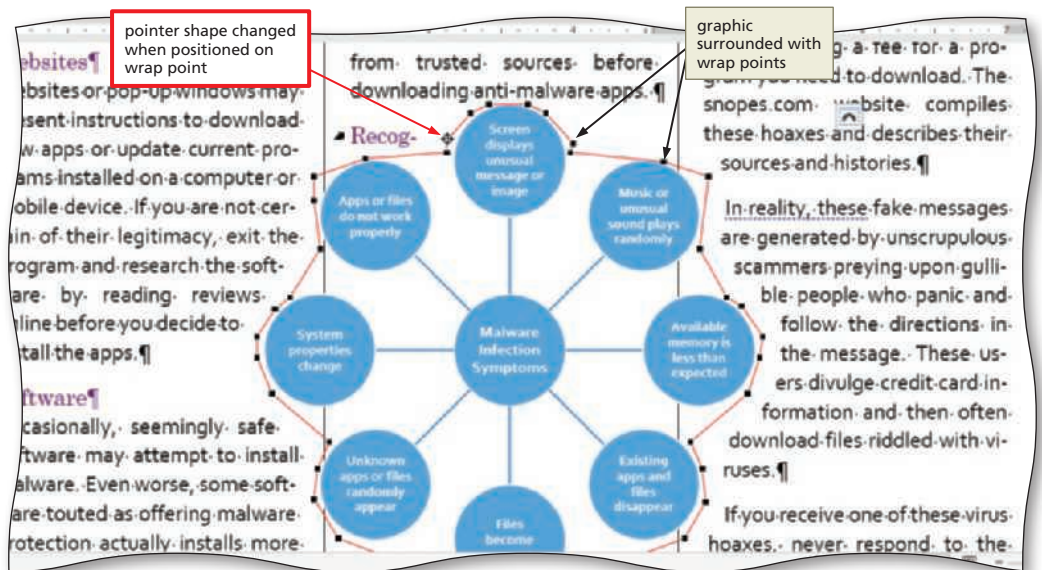 pointer shape changed
when positioned on
wrap point
graphic
surrounded with
wrap points
ebsites¶
ebsites or pop-up windows may
sent instructions to download
w apps or update current pro-
ams installed on a computer or
obile device. If you are not cer-
in of their legitimacy, exit the
rogram and research the soft-
are by reading reviews
line before you decide to
tall the apps.¶
ftware¶
casionally, seemingly safe
ftware may attempt to install
alware. Even worse, some soft-
are touted as offering malware
rotection actually installs more
from trusted sources before
downloading anti-malware apps.¶
Recog-
Screen
displays
unusual
message or
image
Music or
unusual
sound plays
randomly
Available
memory is
less than
expected
Existing
apps and
files
disappear
Files
become
Unknown
apps or files
randomly
appear
System
properties
change
Apps or files
do not work
properly
Malware
Infection
Symptoms
g a fee for a pro-
gram you need to download. The
snopes.com website compiles
these hoaxes and describes their
sources and histories.¶
In reality, these fake messages
are generated by unscrupulous
scammers preying upon gulli-
ble people who panic and
follow the directions in
the message. These us-
ers divulge credit card in-
formation and then often
download files riddled with vi-
ruses.¶
If you receive one of these virus
hoaxes, never respond to the